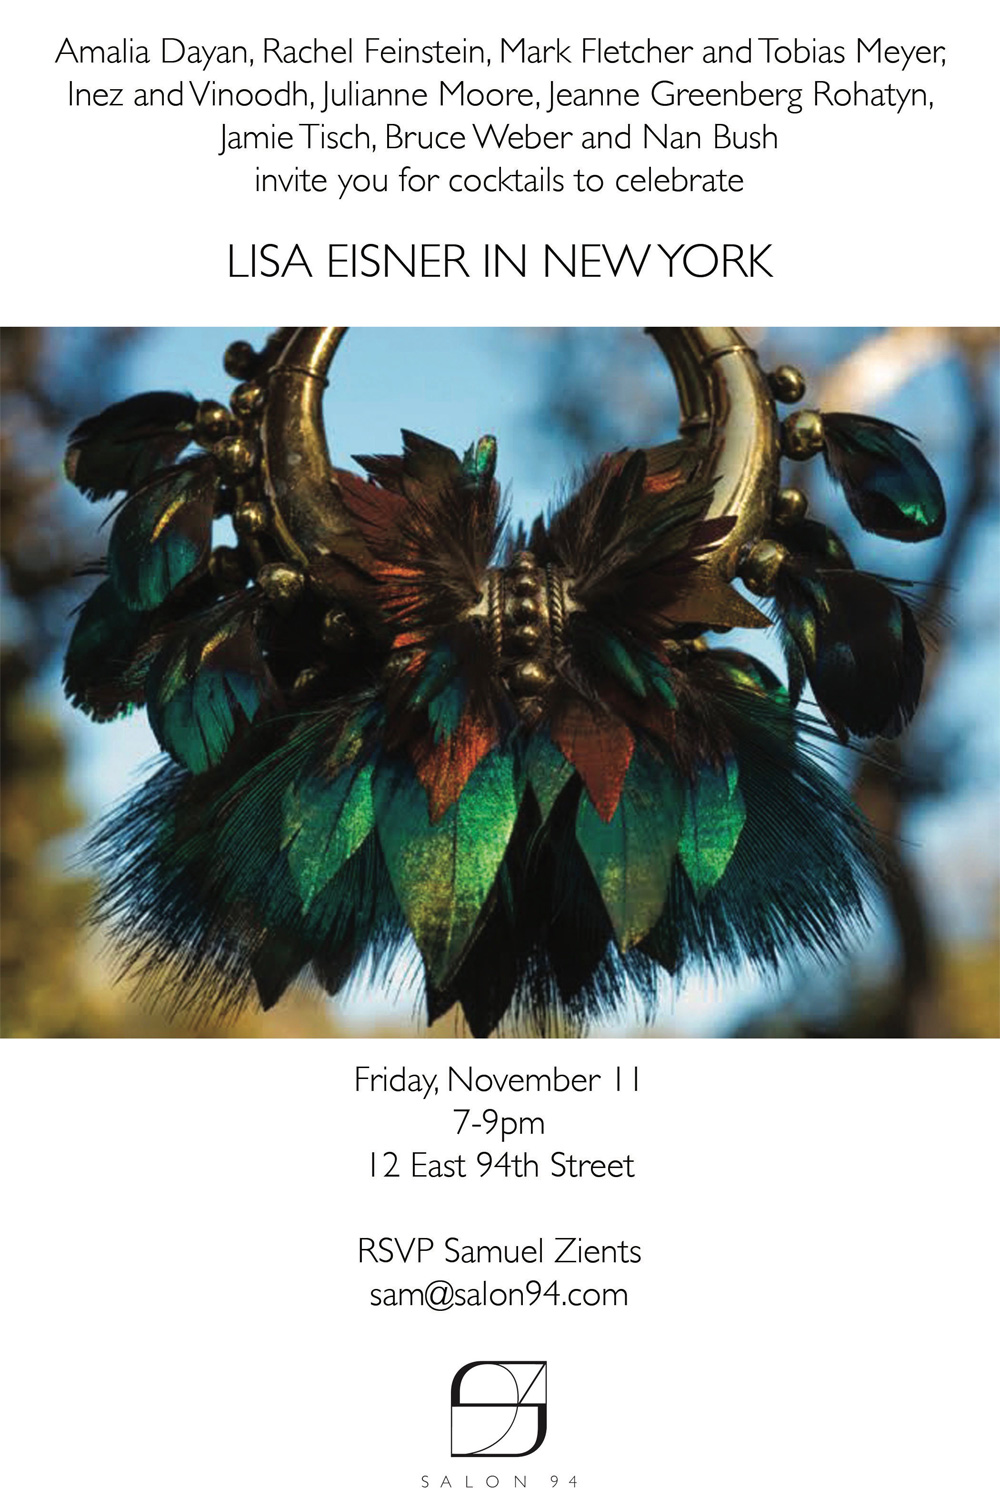 Amalia Dayan, Rachel Feinstein, Mark Fletcher and Tobias Meyer,
Inez and Vinoodh, Julianne Moore, Jeanne Greenberg Rohatyn,
Jamie Tisch, Bruce Weber and Nan Bush
invite you for cocktails to celebrate
LISA EISNER IN NEW YORK
Friday, November 11
7-9pm
12 East 94th Street
RSVP Samuel Zients
sam@salon94.com
SALON 94